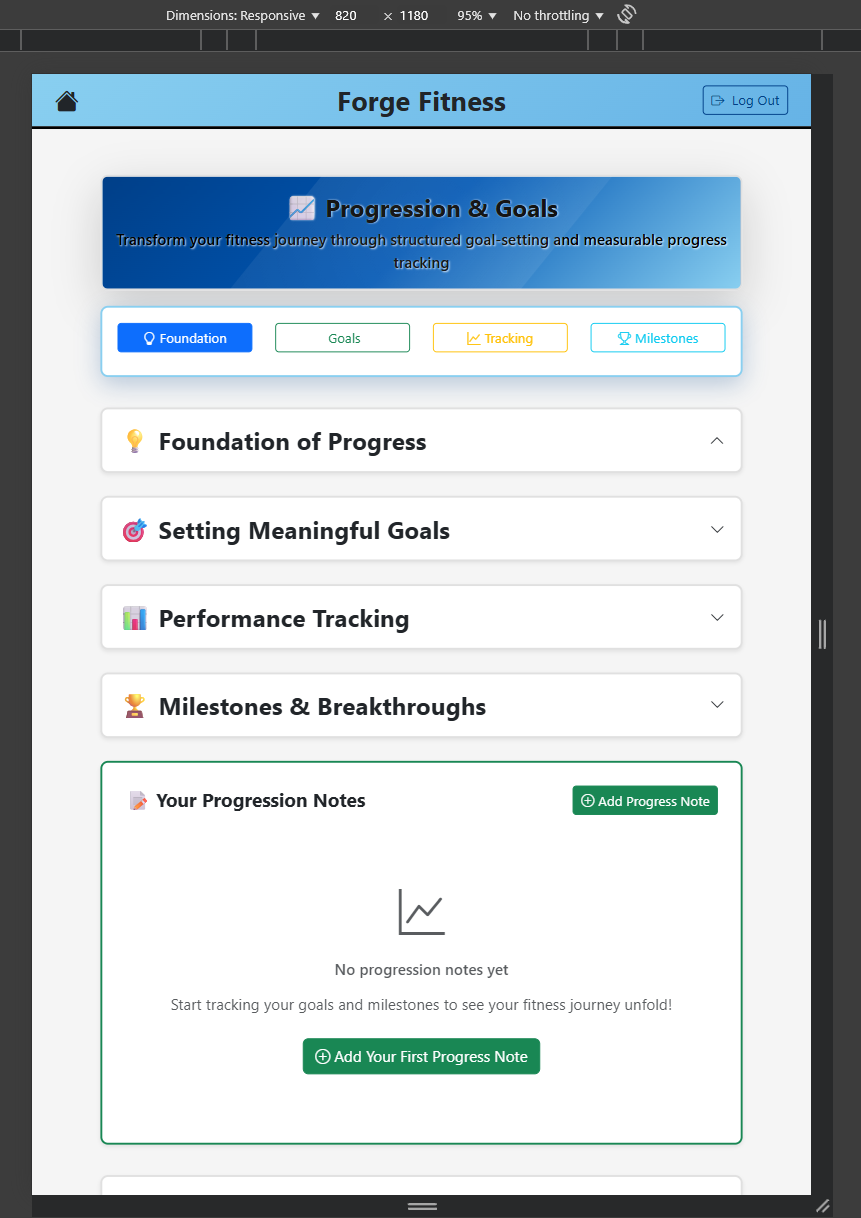 Dimensions: Responsive 820 × 1180 95% No throttling
Forge Fitness
Log Out
Progression & Goals
Transform your fitness journey through structured goal-setting and measurable progress
tracking
Foundation Goals Tracking Milestones
Foundation of Progress
Setting Meaningful Goals
Performance Tracking
Milestones & Breakthroughs
Your Progression Notes
Add Progress Note
No progression notes yet
Start tracking your goals and milestones to see your fitness journey unfold!
Add Your First Progress Note